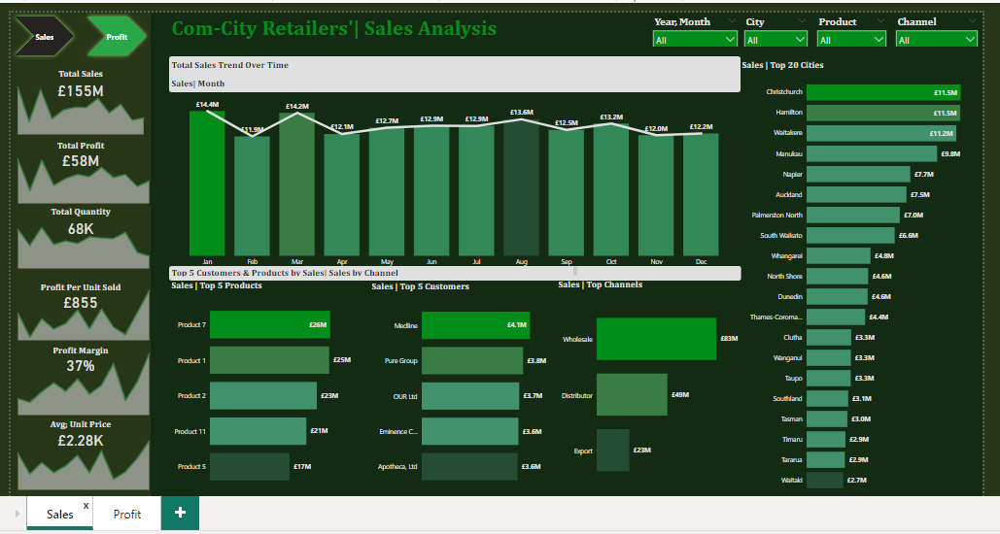 Sales
Profit
Com-City Retailers'| Sales Analysis
Year, Month
City
Product
Channel
All
All
All
All
Total Sales
£155M
Total Profit
£58M
Total Quantity
68K
Profit Per Unit Sold
£855
Profit Margin
37%
Avg; Unit Price
£2.28K
Total Sales Trend Over Time
Sales| Month
£14.4M
£11.9M
£14.2M
£12.1M
£12.7M
£12.9M
£12.9M
£13.6M
£12.5M
£13.2M
£12.0M
£12.2M
Jan
Feb
Mar
Apr
May
Jun
Jul
Aug
Sep
Oct
Nov
Dec
Top 5 Customers & Products by Sales| Sales by Channel
Sales | Top 5 Products
Product 7 £26M
Product 1 £25M
Product 2 £23M
Product 11 £21M
Product 5 £17M
Sales | Top 5 Customers
Medline £4.1M
Pure Group £3.8M
OUR Ltd £3.7M
Eminence C... £3.6M
Apotheca, Ltd £3.6M
Sales | Top Channels
Wholesale £83M
Distributor £49M
Export £23M
Sales | Top 20 Cities
Christchurch £11.5M
Hamilton £11.5M
Waitakere £11.2M
Manukau £9.8M
Napier £7.7M
Auckland £7.5M
Palmerston North £7.0M
South Waikato £6.6M
Whangarei £4.8M
North Shore £4.6M
Dunedin £4.6M
Thames-Coroma... £4.4M
Clutha £3.3M
Wanganui £3.3M
Taupo £3.3M
Southland £3.1M
Tasman £3.0M
Timaru £2.9M
Tararua £2.9M
Waitaki £2.7M
Sales x
Profit
+